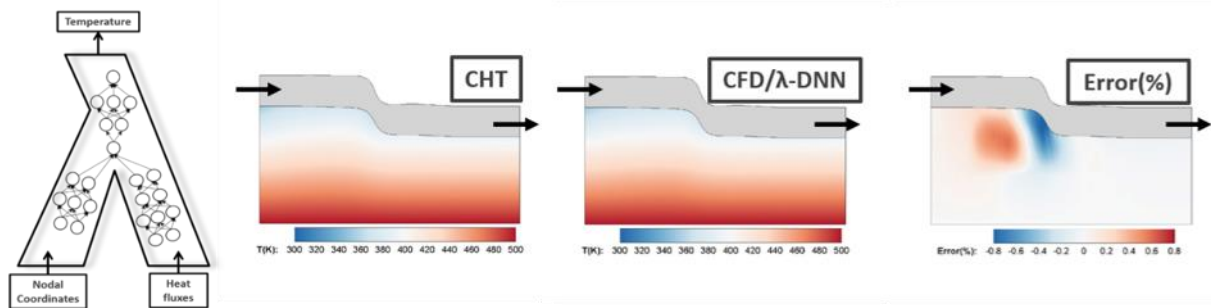 Temperature
Nodal
Coordinates
Heat
fluxes
CHT
T(K): 300 320 340 360 380 400 420 440 460 480 500
CFD/λ-DNN
T(K): 300 320 340 360 380 400 420 440 460 480 500
Error(%)
Error(%): -0.8 -0.6 -0.4 -0.2 0 0.2 0.4 0.6 0.8